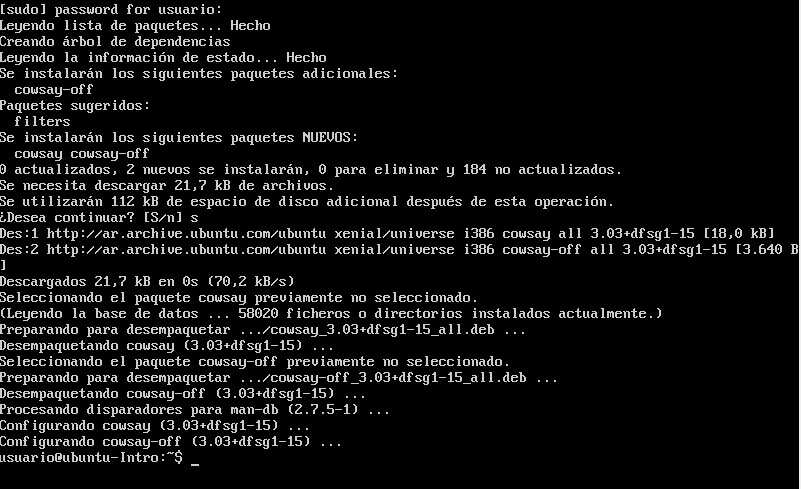 [sudo] password for usuario:
Leyendo lista de paquetes... Hecho
Creando árbol de dependencias
Leyendo la información de estado... Hecho
Se instalarán los siguientes paquetes adicionales:
  cowsay-off
Paquetes sugeridos:
  filters
Se instalarán los siguientes paquetes NUEVOS:
  cowsay cowsay-off
0 actualizados, 2 nuevos se instalarán, 0 para eliminar y 184 no actualizados.
Se necesita descargar 21,7 kB de archivos.
Se utilizarán 112 kB de espacio de disco adicional después de esta operación.
¿Desea continuar? [S/n] s
Des:1 http://ar.archive.ubuntu.com/ubuntu xenial/universe i386 cowsay all 3.03+dfsg1-15 [18,0 kB]
Des:2 http://ar.archive.ubuntu.com/ubuntu xenial/universe i386 cowsay-off all 3.03+dfsg1-15 [3.640 B
]
Descargados 21,7 kB en 0s (70,2 kB/s)
Seleccionando el paquete cowsay previamente no seleccionado.
(Leyendo la base de datos ... 58020 ficheros o directorios instalados actualmente.)
Preparando para desempaquetar .../cowsay_3.03+dfsg1-15_all.deb ...
Desempaquetando cowsay (3.03+dfsg1-15) ...
Seleccionando el paquete cowsay-off previamente no seleccionado.
Preparando para desempaquetar .../cowsay-off_3.03+dfsg1-15_all.deb ...
Desempaquetando cowsay-off (3.03+dfsg1-15) ...
Procesando disparadores para man-db (2.7.5-1) ...
Configurando cowsay (3.03+dfsg1-15) ...
Configurando cowsay-off (3.03+dfsg1-15) ...
usuario@ubuntu-Intro:~$ _